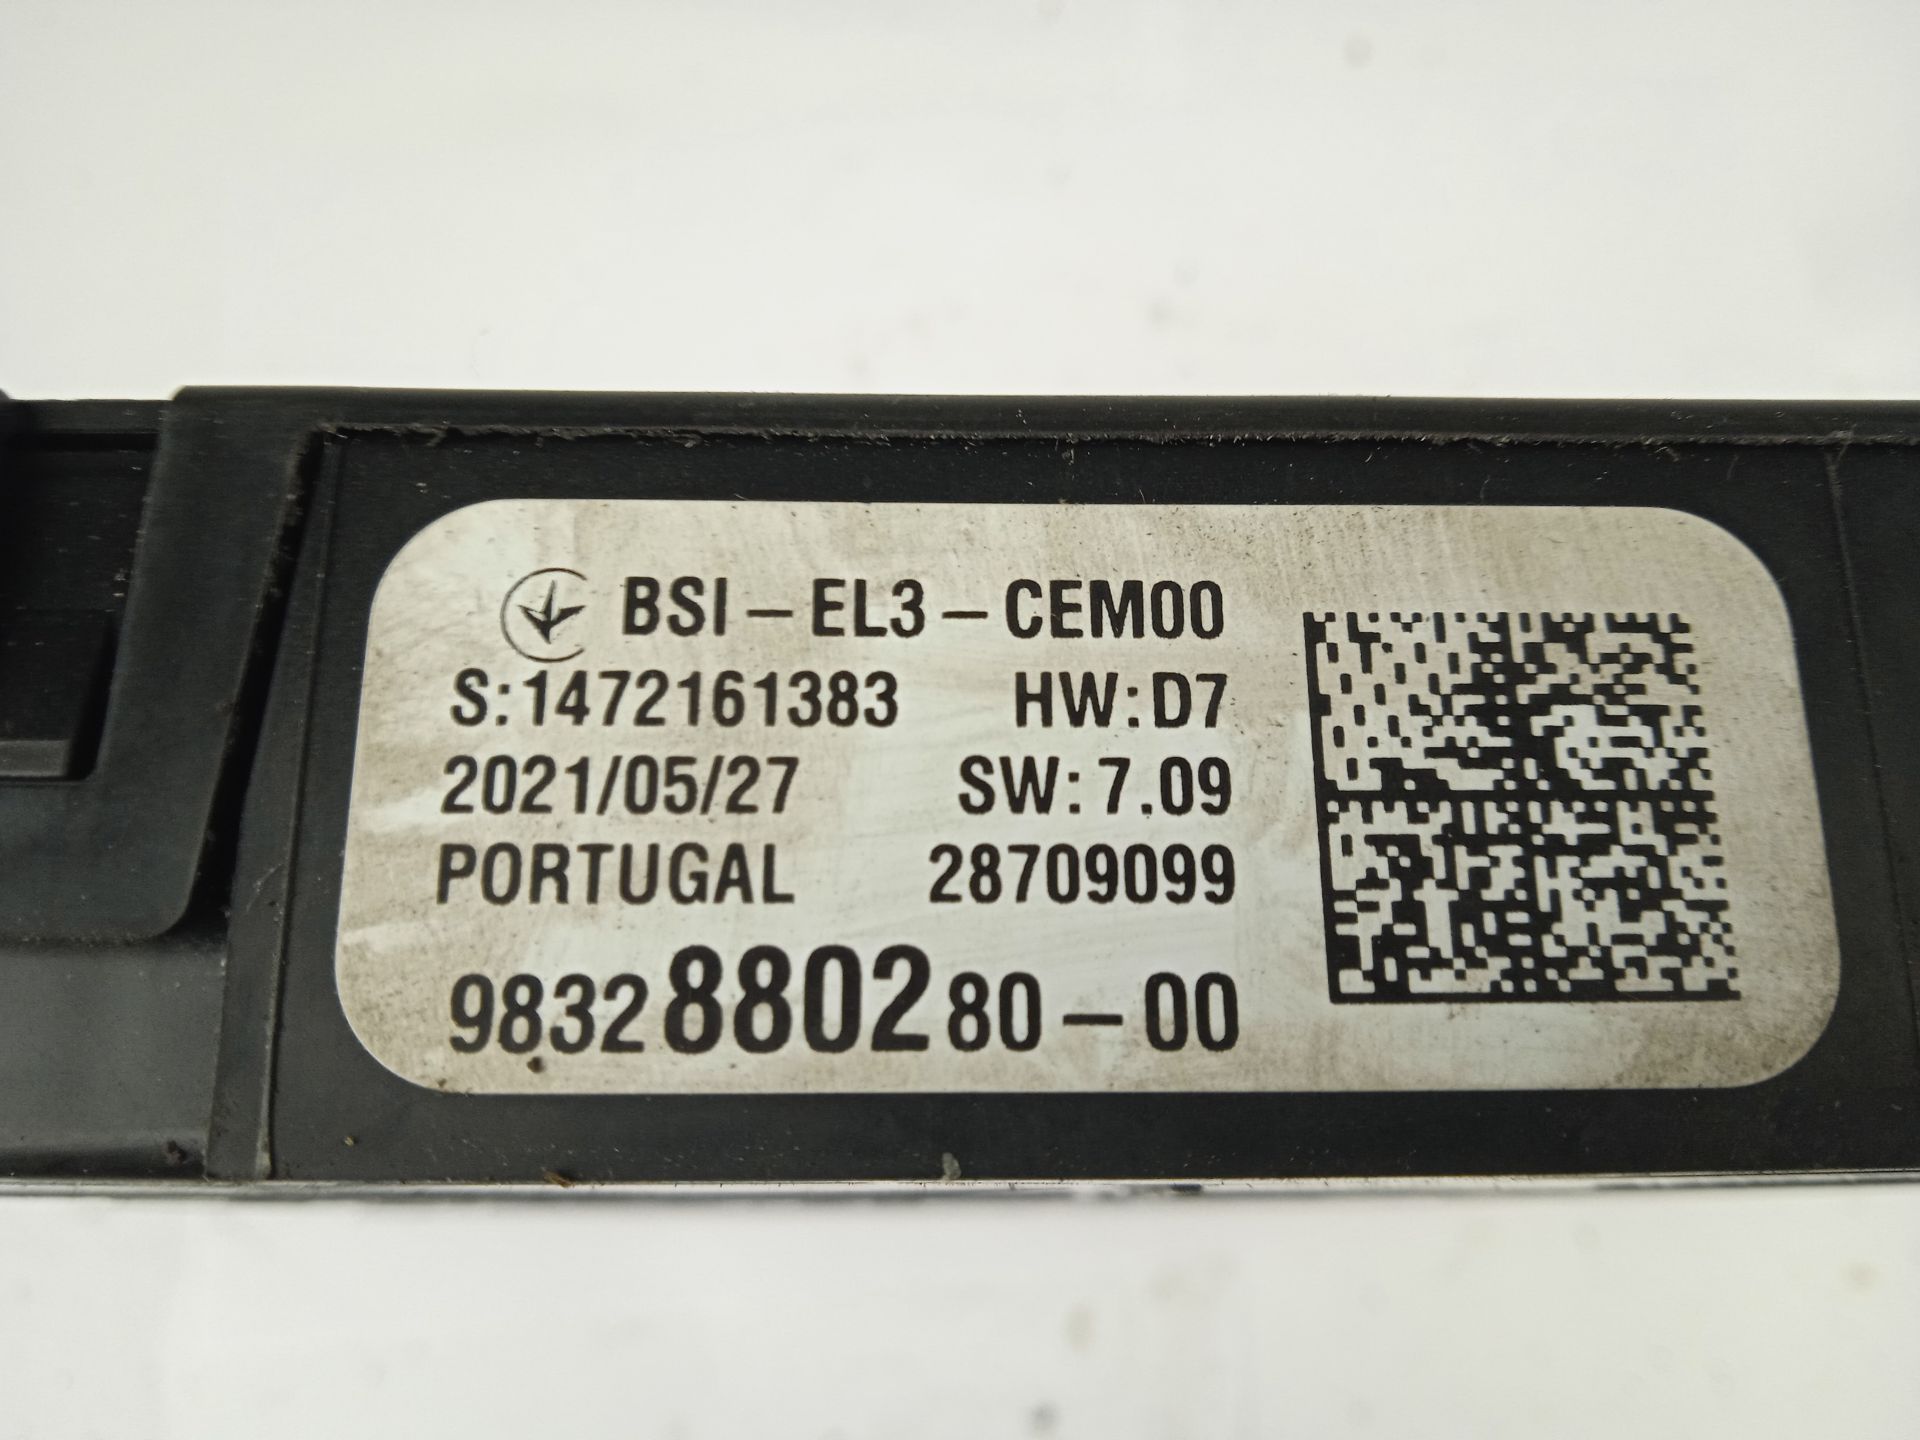 BSI-EL3-CEM00
S:1472161383 HW:D7
2021/05/27 SW:7.09
PORTUGAL 28709099
9832880280-00